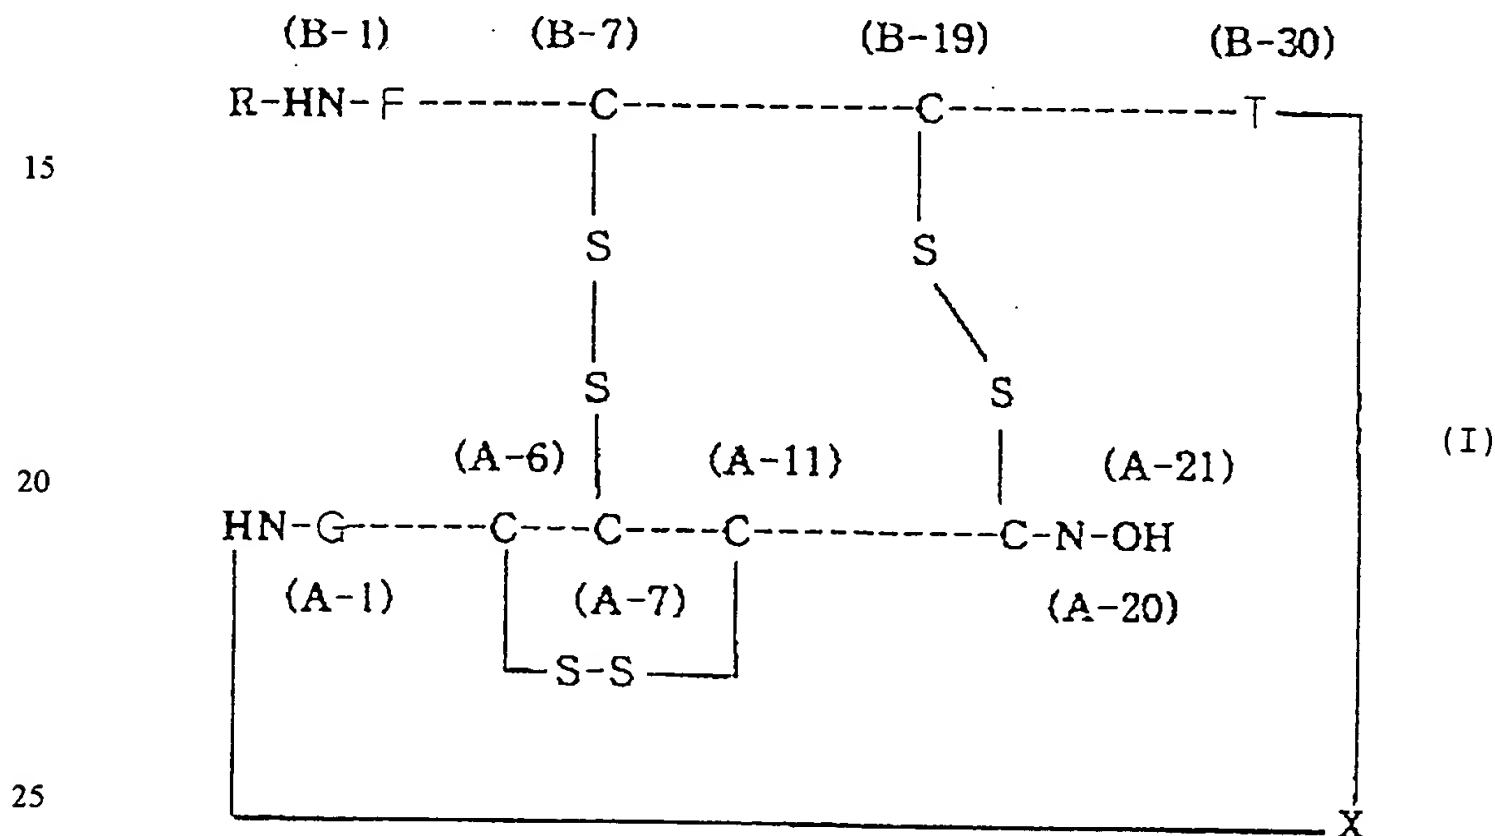 (B-1) (B-7) (B-19) (B-30)
R-HN-F-------C------------C------------T
15
S S
S S
(A-6) (A-11} (A-21) (I)
20
HN-G------C---C----C-----------C-N-OH
(A-1) (A-7) (A-20)
S-S
25
X